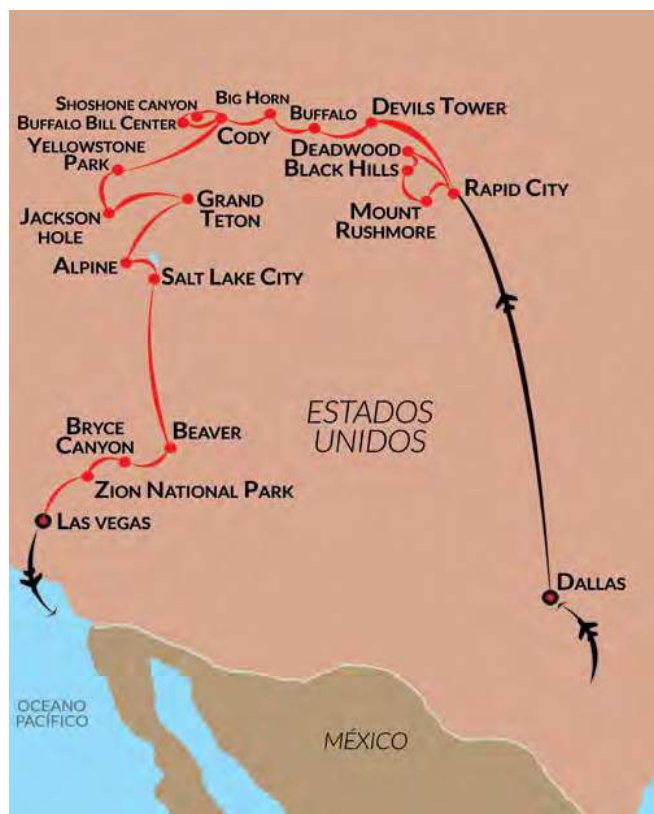 BIG HORN
SHOSHONE CANYON
BUFFALO
DEVILS TOWER
BUFFALO BILL CENTER
CODY
YELLOWSTONE
PARK
DEADWOOD
BLACK HILLS
RAPID CITY
GRAND
TETON
MOUNT
RUSHMORE
JACKSON
HOLE
ALPINE
SALT LAKE CITY
ESTADOS
UNIDOS
BRYCE
CANYON
BEAVER
ZION NATIONAL PARK
LAS VEGAS
DALLAS
OCEANO
PACÍFICO
MÉXICO